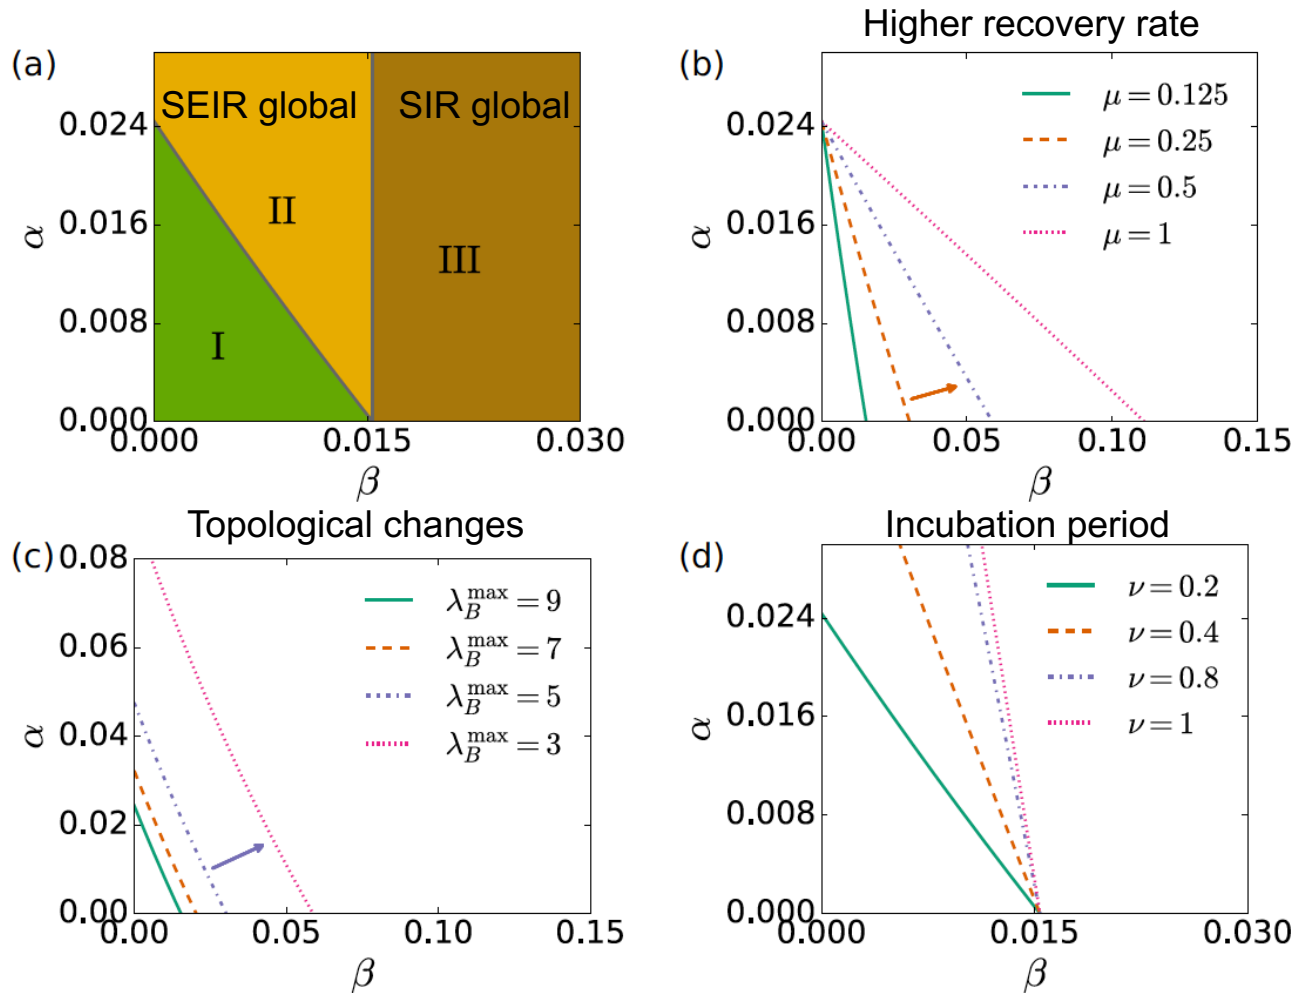 (a)
SEIR global
SIR global
I
II
III
0.024
0.016
0.008
0.000
α
0.000
0.015
0.030
β
Higher recovery rate
(b)
μ = 0.125
μ = 0.25
μ = 0.5
μ = 1
0.024
0.016
0.008
0.000
α
0.00
0.05
0.10
0.15
β
Topological changes
(c)
λ_B^max = 9
λ_B^max = 7
λ_B^max = 5
λ_B^max = 3
0.08
0.06
0.04
0.02
0.00
α
0.00
0.05
0.10
0.15
β
Incubation period
(d)
ν = 0.2
ν = 0.4
ν = 0.8
ν = 1
0.024
0.016
0.008
0.000
α
0.000
0.015
0.030
β